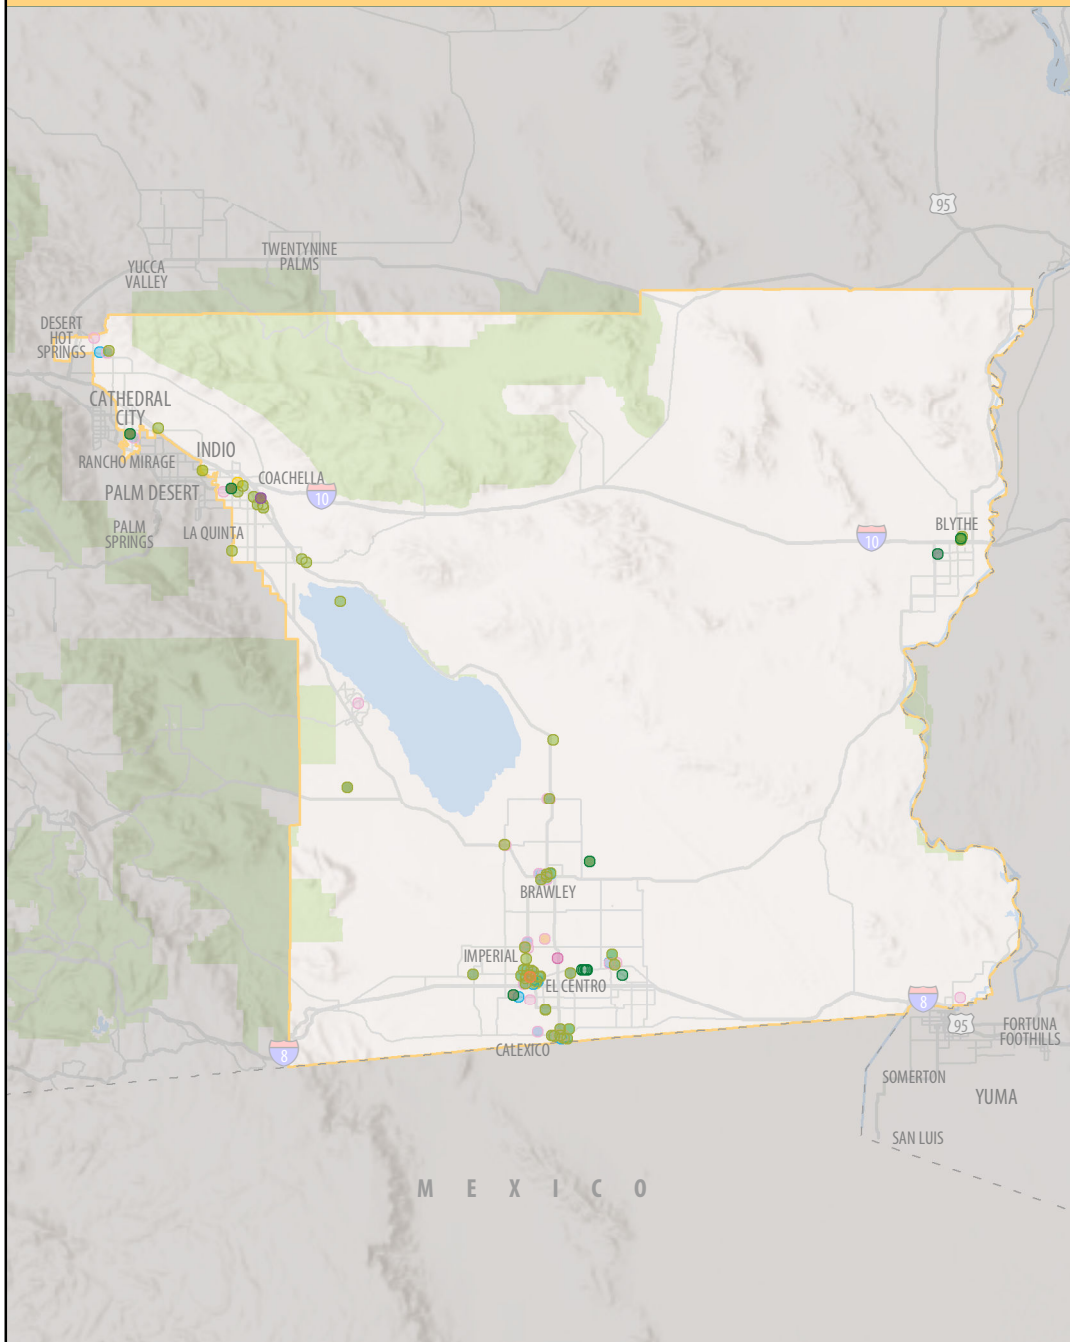 95
TWENTYNINE
PALMS
YUCCA
VALLEY
DESERT
HOT
SPRINGS
CATHEDRAL
CITY
INDIO
RANCHO MIRAGE
COACHELLA
PALM DESERT
10
PALM
SPRINGS
LA QUINTA
BLYTHE
10
BRAWLEY
IMPERIAL
EL CENTRO
8
95
FORTUNA
FOOTHILLS
CALEXICO
8
SOMERTON
YUMA
SAN LUIS
MEXICO